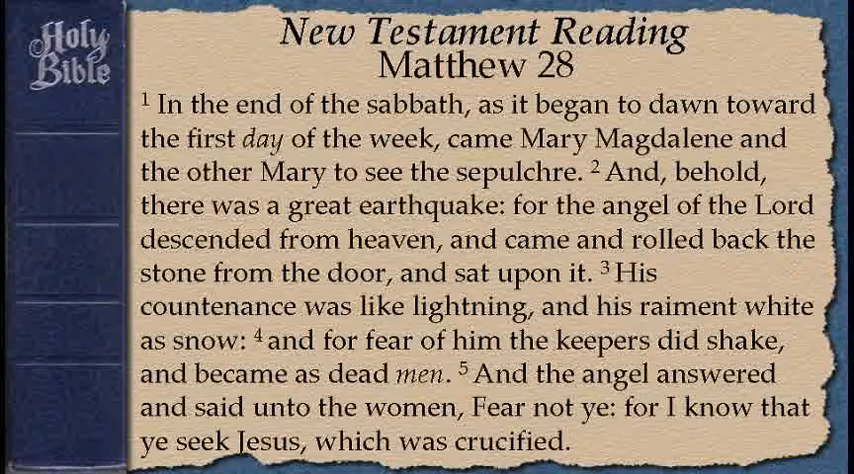 Holy
Bible
New Testament Reading
Matthew 28
1 In the end of the sabbath, as it began to dawn toward
the first day of the week, came Mary Magdalene and
the other Mary to see the sepulchre. 2 And, behold,
there was a great earthquake: for the angel of the Lord
descended from heaven, and came and rolled back the
stone from the door, and sat upon it. 3 His
countenance was like lightning, and his raiment white
as snow: 4 and for fear of him the keepers did shake,
and became as dead men. 5 And the angel answered
and said unto the women, Fear not ye: for I know that
ye seek Jesus, which was crucified.